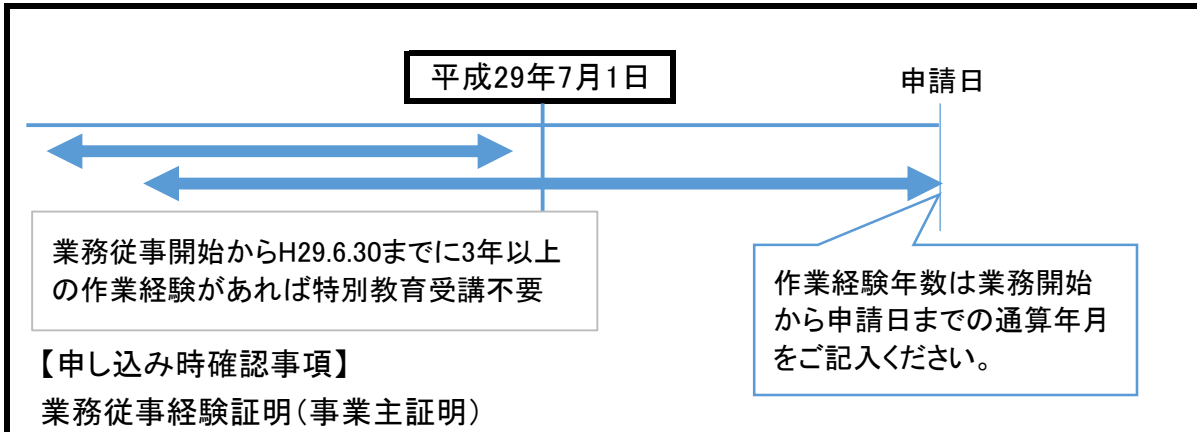 平成29年7月1日
申請日
業務従事開始からH29.6.30までに3年以上
の作業経験があれば特別教育受講不要
作業経験年数は業務開始
から申請日までの通算年月
をご記入ください。
【申し込み時確認事項】
業務従事経験証明(事業主証明)